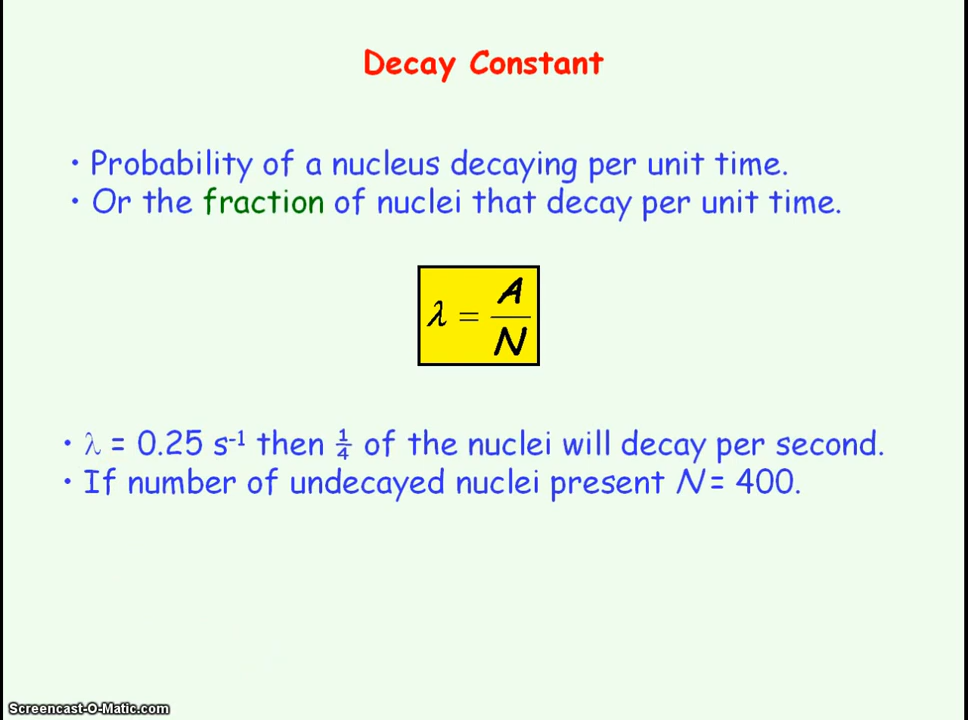 Decay Constant
• Probability of a nucleus decaying per unit time.
• Or the fraction of nuclei that decay per unit time.
λ = A/N
• λ = 0.25 s⁻¹ then ¼ of the nuclei will decay per second.
• If number of undecayed nuclei present N = 400.
Screencast-O-Matic.com